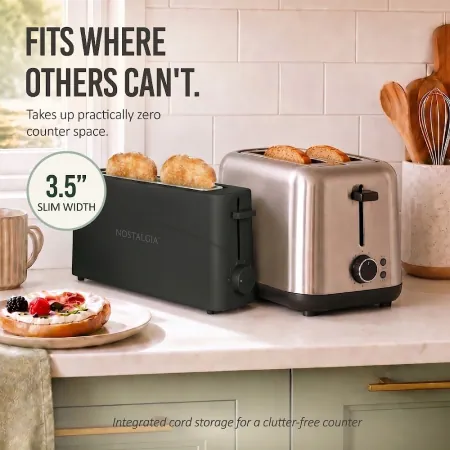 FITS WHERE
OTHERS CAN'T.
Takes up practically zero
counter space.
3.5”
SLIM WIDTH
NOSTALGIA
Integrated cord storage for a clutter-free counter